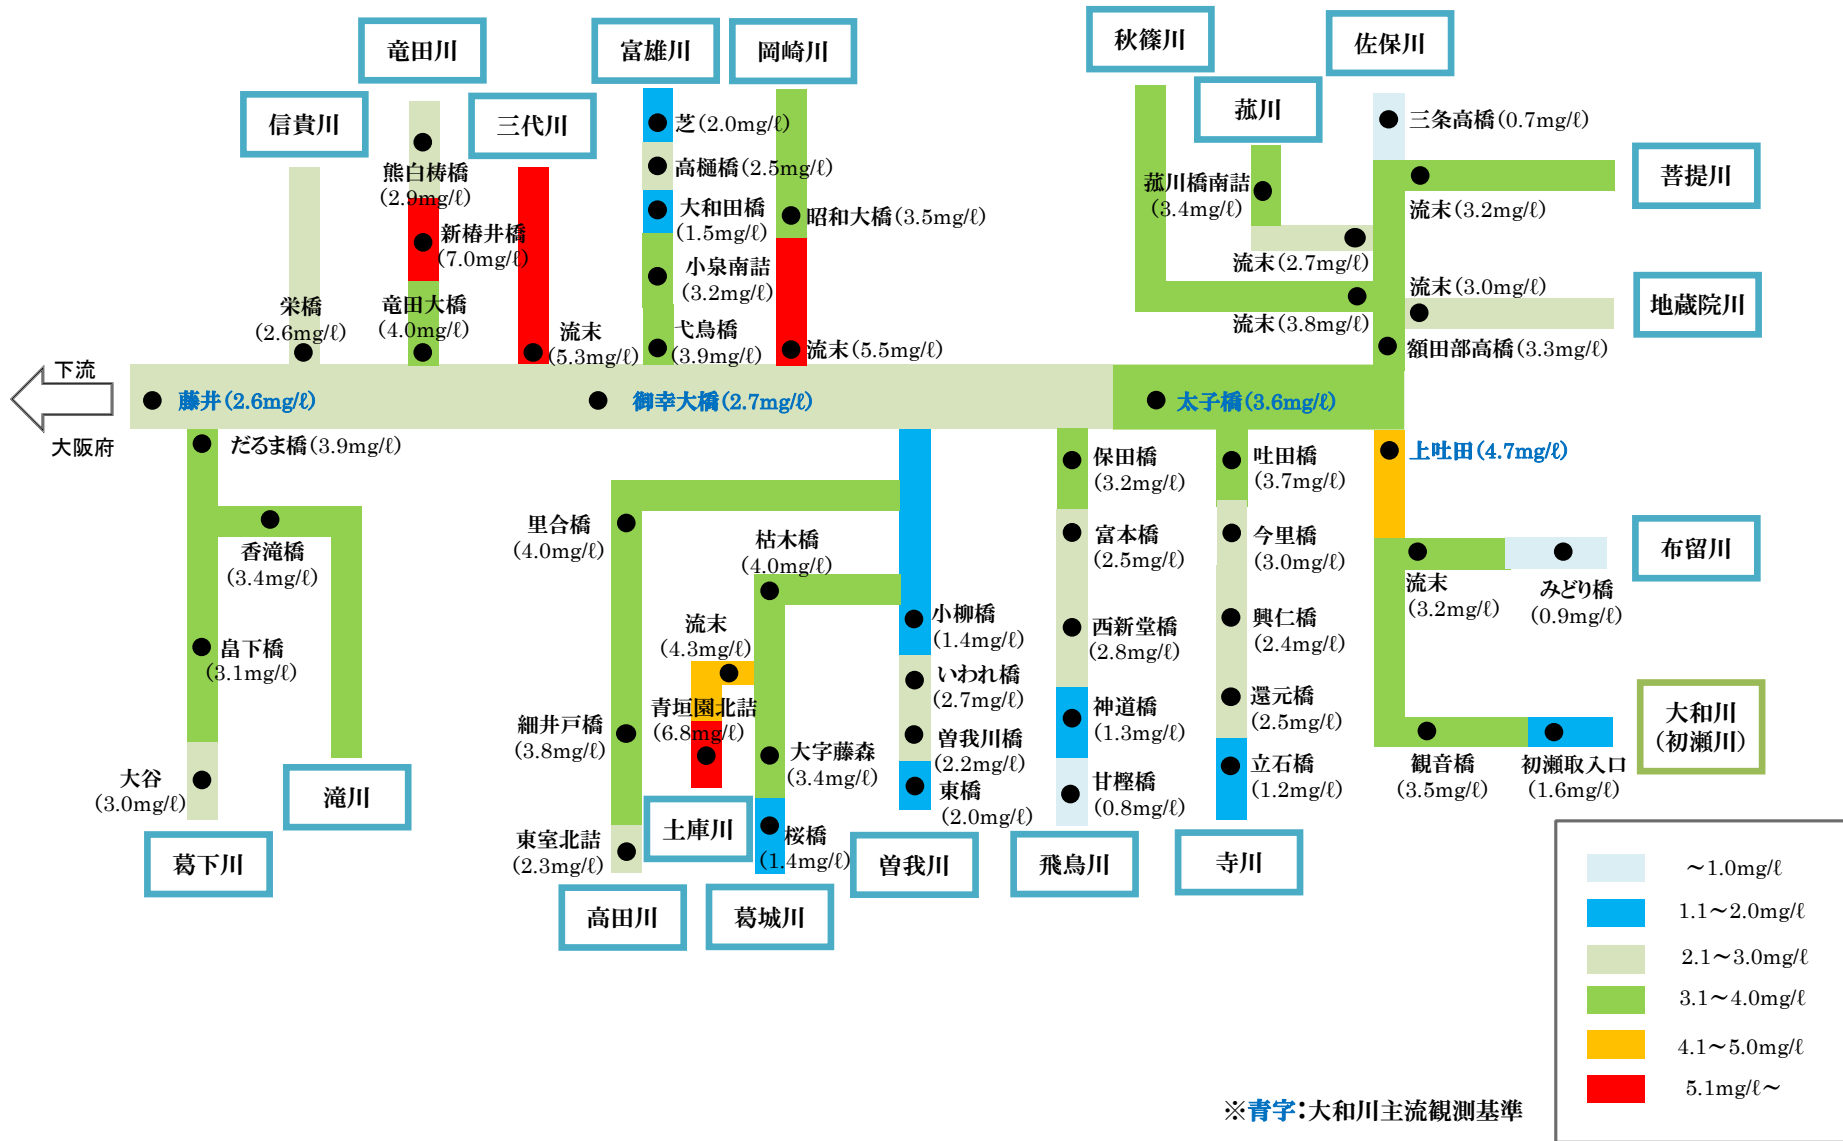 竜田川
富雄川
岡崎川
秋篠川
佐保川
信貴川
三代川
菰川
菩提川
地蔵院川
熊白梼橋
(2.9mg/ℓ)
新椿井橋
(7.0mg/ℓ)
竜田大橋
(4.0mg/ℓ)
栄橋
(2.6mg/ℓ)
流末
(5.3mg/ℓ)
芝(2.0mg/ℓ)
高樋橋(2.5mg/ℓ)
大和田橋
(1.5mg/ℓ)
小泉南詰
(3.2mg/ℓ)
弋鳥橋
(3.9mg/ℓ)
昭和大橋(3.5mg/ℓ)
流末(5.5mg/ℓ)
三条高橋(0.7mg/ℓ)
菰川橋南詰
(3.4mg/ℓ)
流末
(3.2mg/ℓ)
流末(2.7mg/ℓ)
流末
(3.0mg/ℓ)
流末
(3.8mg/ℓ)
額田部高橋(3.3mg/ℓ)
下流
大阪府
藤井(2.6mg/ℓ)
御幸大橋(2.7mg/ℓ)
太子橋(3.6mg/ℓ)
上吐田(4.7mg/ℓ)
だるま橋(3.9mg/ℓ)
香滝橋
(3.4mg/ℓ)
畠下橋
(3.1mg/ℓ)
大谷
(3.0mg/ℓ)
葛下川
滝川
里合橋
(4.0mg/ℓ)
細井戸橋
(3.8mg/ℓ)
東室北詰
(2.3mg/ℓ)
高田川
枯木橋
(4.0mg/ℓ)
流末
(4.3mg/ℓ)
青垣園北詰
(6.8mg/ℓ)
土庫川
大字藤森
(3.4mg/ℓ)
桜橋
(1.4mg/ℓ)
葛城川
小柳橋
(1.4mg/ℓ)
いわれ橋
(2.7mg/ℓ)
曽我川橋
(2.2mg/ℓ)
東橋
(2.0mg/ℓ)
曽我川
保田橋
(3.2mg/ℓ)
富本橋
(2.5mg/ℓ)
西新堂橋
(2.8mg/ℓ)
神道橋
(1.3mg/ℓ)
甘樫橋
(0.8mg/ℓ)
飛鳥川
吐田橋
(3.7mg/ℓ)
今里橋
(3.0mg/ℓ)
興仁橋
(2.4mg/ℓ)
還元橋
(2.5mg/ℓ)
立石橋
(1.2mg/ℓ)
寺川
流末
(3.2mg/ℓ)
みどり橋
(0.9mg/ℓ)
布留川
観音橋
(3.5mg/ℓ)
初瀬取入口
(1.6mg/ℓ)
大和川
(初瀬川)
～1.0mg/ℓ
1.1～2.0mg/ℓ
2.1～3.0mg/ℓ
3.1～4.0mg/ℓ
4.1～5.0mg/ℓ
5.1mg/ℓ～
※青字:大和川主流観測基準